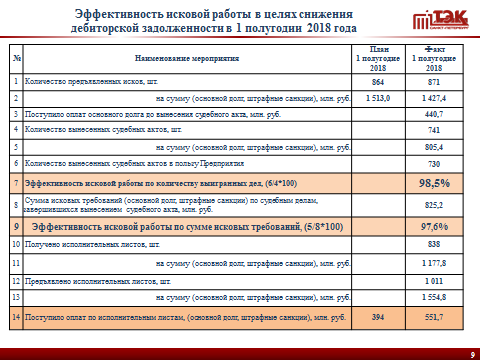 Эффективность исковой работы в целях снижения
дебиторской задолженности в 1 полугодии 2018 года
ТЭК
САНКТ-ПЕТЕРБУРГ
№ Наименование мероприятия План 1 полугодие 2018 Факт 1 полугодие 2018
1 Количество предъявленных исков, шт. 864 871
2 на сумму (основной долг, штрафные санкции), млн. руб. 1 513,0 1 427,4
3 Поступило оплат основного долга до вынесения судебного акта, млн. руб. 440,7
4 Количество вынесенных судебных актов, шт. 741
5 на сумму (основной долг, штрафные санкции), млн. руб. 805,4
6 Количество вынесенных судебных актов в пользу Предприятия 730
7 Эффективность исковой работы по количеству выигранных дел, (6/4*100) 98,5%
8 Сумма исковых требований (основной долг, штрафные санкции) по судебным делам,
завершившихся вынесением судебного акта, млн. руб. 825,2
9 Эффективность исковой работы по сумме исковых требований, (5/8*100) 97,6%
10 Получено исполнительных листов, шт. 838
11 на сумму (основной долг, штрафные санкции), млн. руб. 1 177,8
12 Предъявлено исполнительных листов, шт. 1 011
13 на сумму (основной долг, штрафные санкции), млн. руб. 1 554,8
14 Поступило оплат по исполнительным листам, (основной долг, штрафные санкции), млн. руб. 394 551,7
9